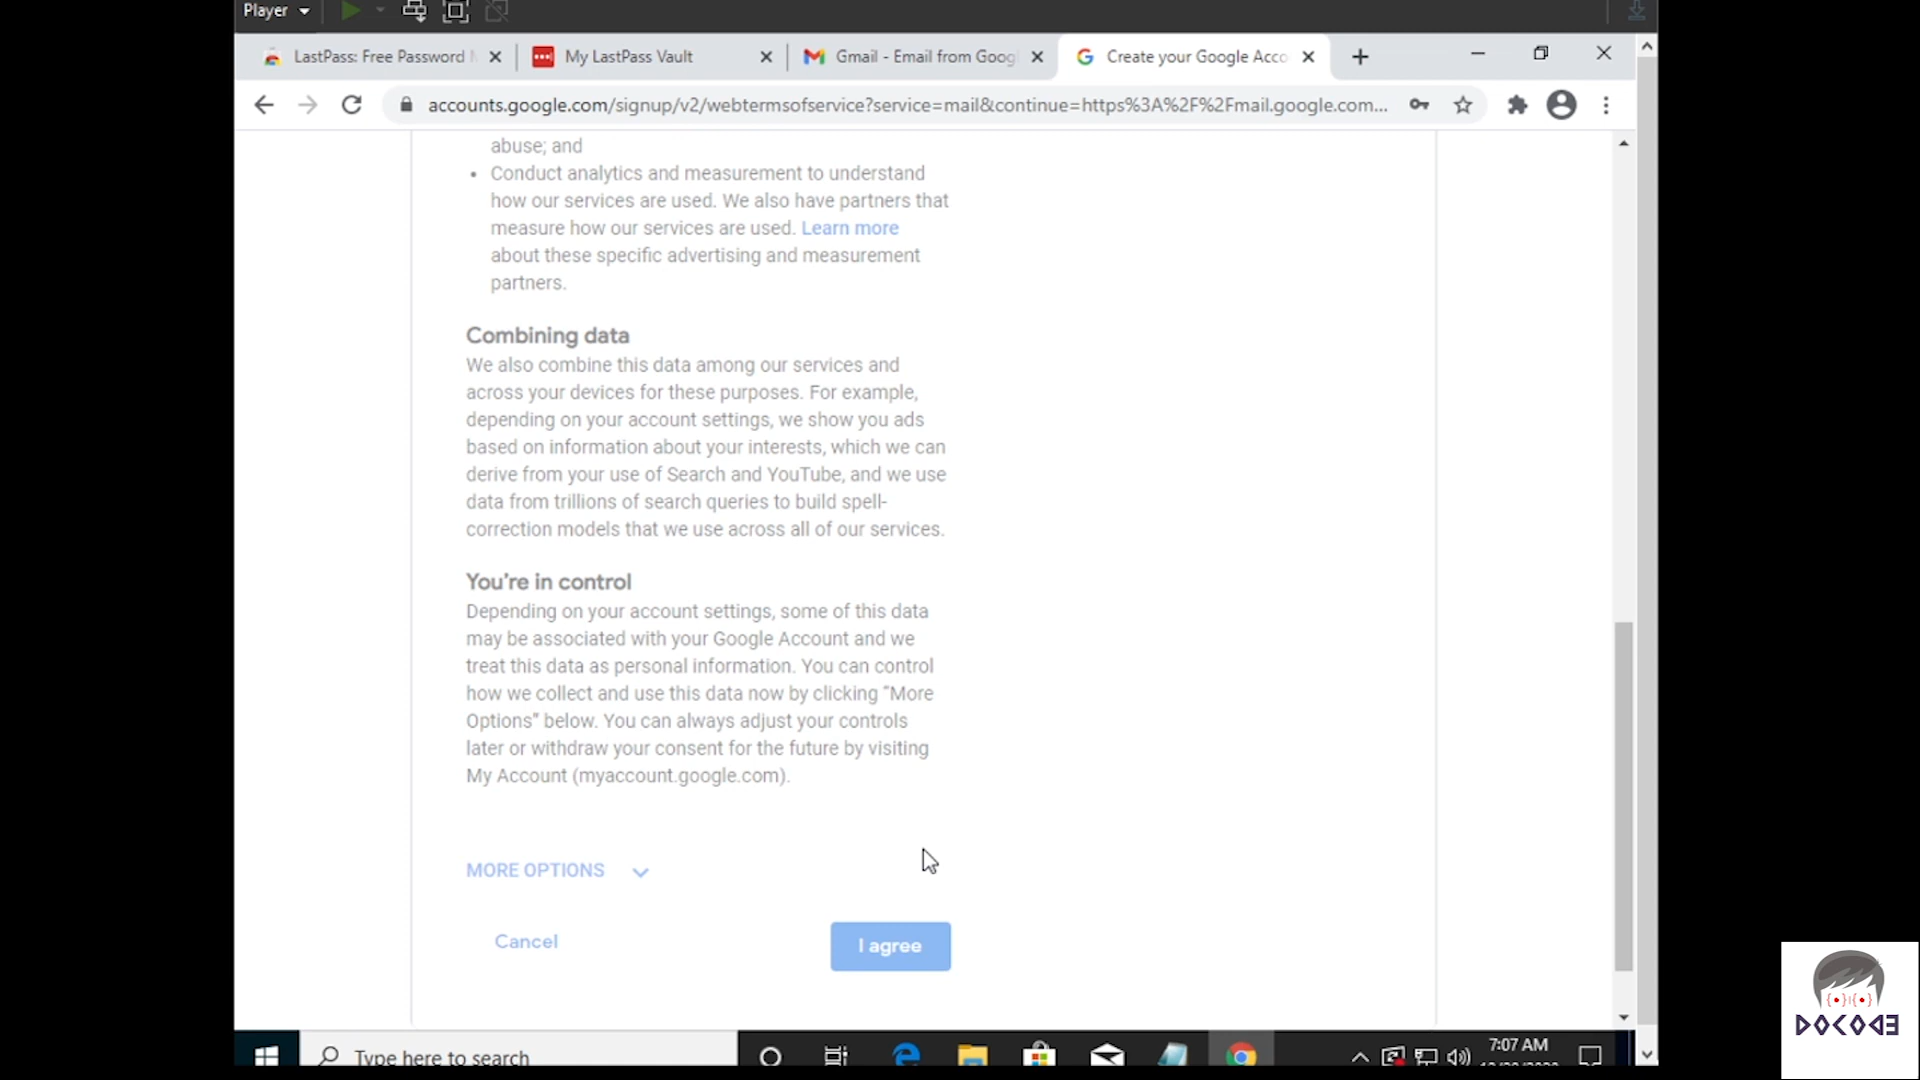 Player
LastPass: Free Password
My LastPass Vault
Gmail - Email from Goog
Create your Google Acco
accounts.google.com/signup/v2/webtermsofservice?service=mail&continue=https%3A%2F%2Fmail.google.com...
abuse; and
• Conduct analytics and measurement to understand
how our services are used. We also have partners that
measure how our services are used. Learn more
about these specific advertising and measurement
partners.
Combining data
We also combine this data among our services and
across your devices for these purposes. For example,
depending on your account settings, we show you ads
based on information about your interests, which we can
derive from your use of Search and YouTube, and we use
data from trillions of search queries to build spell-
correction models that we use across all of our services.
You're in control
Depending on your account settings, some of this data
may be associated with your Google Account and we
treat this data as personal information. You can control
how we collect and use this data now by clicking “More
Options” below. You can always adjust your controls
later or withdraw your consent for the future by visiting
My Account (myaccount.google.com).
MORE OPTIONS
Cancel
I agree
Type here to search
7:07 AM